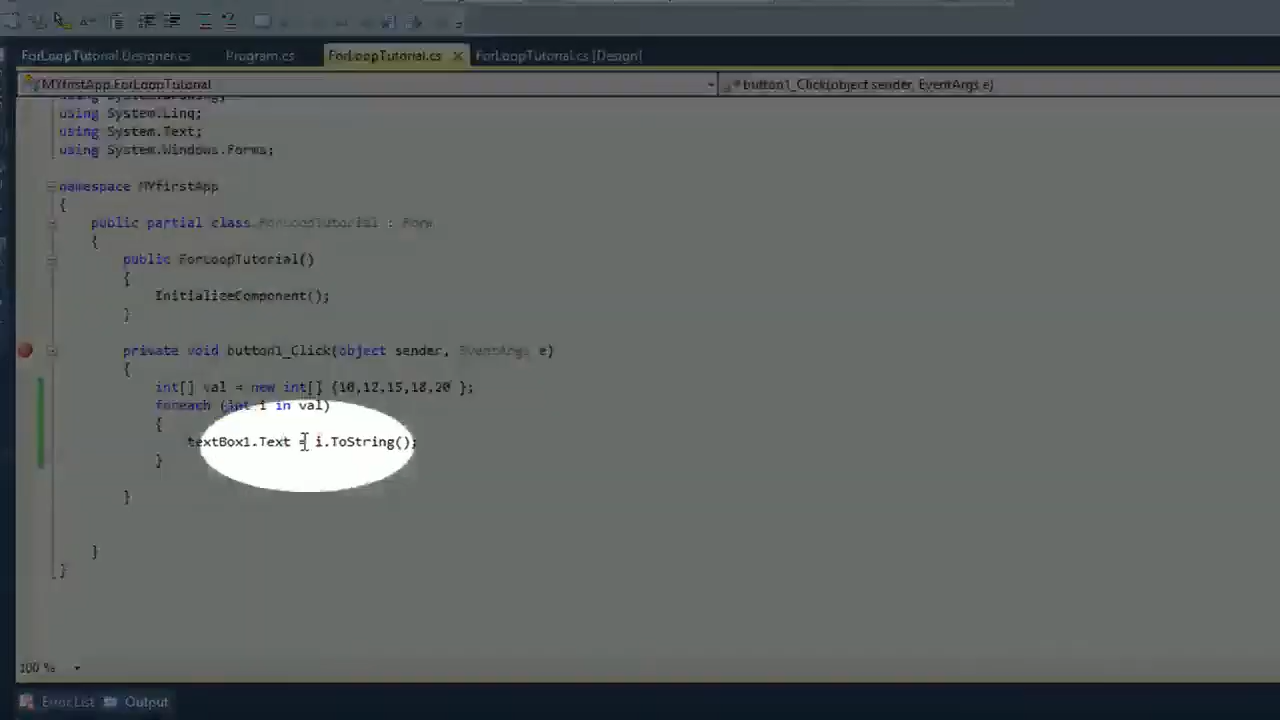 ForLoopTutorial.Designer.cs Program.cs ForLoopTutorial.cs ForLoopTutorial.cs [Design]
MYfirstApp.ForLoopTutorial button1_Click(object sender, EventArgs e)
using System.Drawing;
using System.Linq;
using System.Text;
using System.Windows.Forms;
namespace MYfirstApp
{
public partial class ForLoopTutorial : Form
{
public ForLoopTutorial()
{
InitializeComponent();
}
private void button1_Click(object sender, EventArgs e)
{
int[] val = new int[] {10,12,15,18,20 };
foreach (int i in val)
{
textBox1.Text = i.ToString();
}
}
}
}
100 %
Error List Output